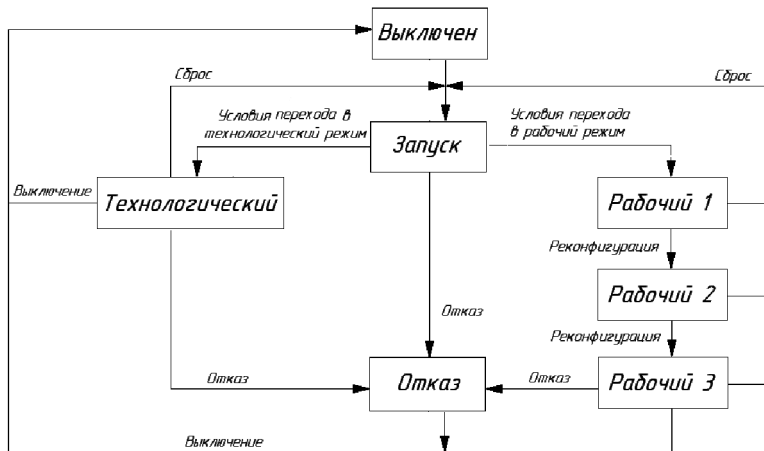 Выключен
Сброс
Сброс
Условия перехода в
технологический режим
Условия перехода
в рабочий режим
Запуск
Выключение
Технологический
Рабочий 1
Реконфигурация
Рабочий 2
Отказ
Реконфигурация
Отказ
Отказ
Отказ
Рабочий 3
Выключение